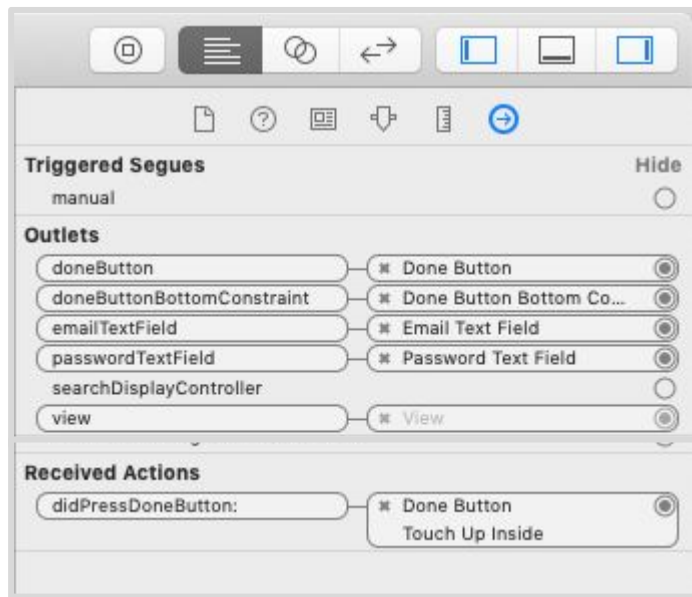 Triggered Segues Hide
manual
Outlets
doneButton Done Button
doneButtonBottomConstraint Done Button Bottom Co...
emailTextField Email Text Field
passwordTextField Password Text Field
searchDisplayController
view View
Received Actions
didPressDoneButton: Done Button
Touch Up Inside